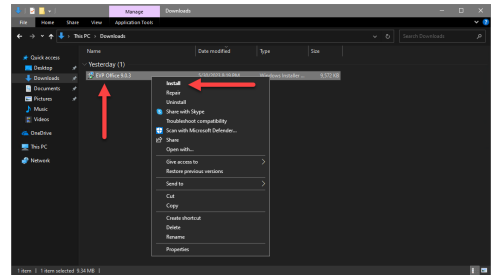 Manage
Downloads
File
Home
Share
View
Application Tools
This PC > Downloads
Search Downloads
Name
Date modified
Type
Size
Quick access
Desktop
Downloads
Documents
Pictures
Music
Videos
OneDrive
This PC
Network
Yesterday (1)
EVP Office 9.0.3
Windows Installer ...
9,572 KB
Install
Repair
Uninstall
Share with Skype
Troubleshoot compatibility
Scan with Microsoft Defender...
Share
Open with...
Give access to
Restore previous versions
Send to
Cut
Copy
Create shortcut
Delete
Rename
Properties
1 item
1 item selected 9.34 MB